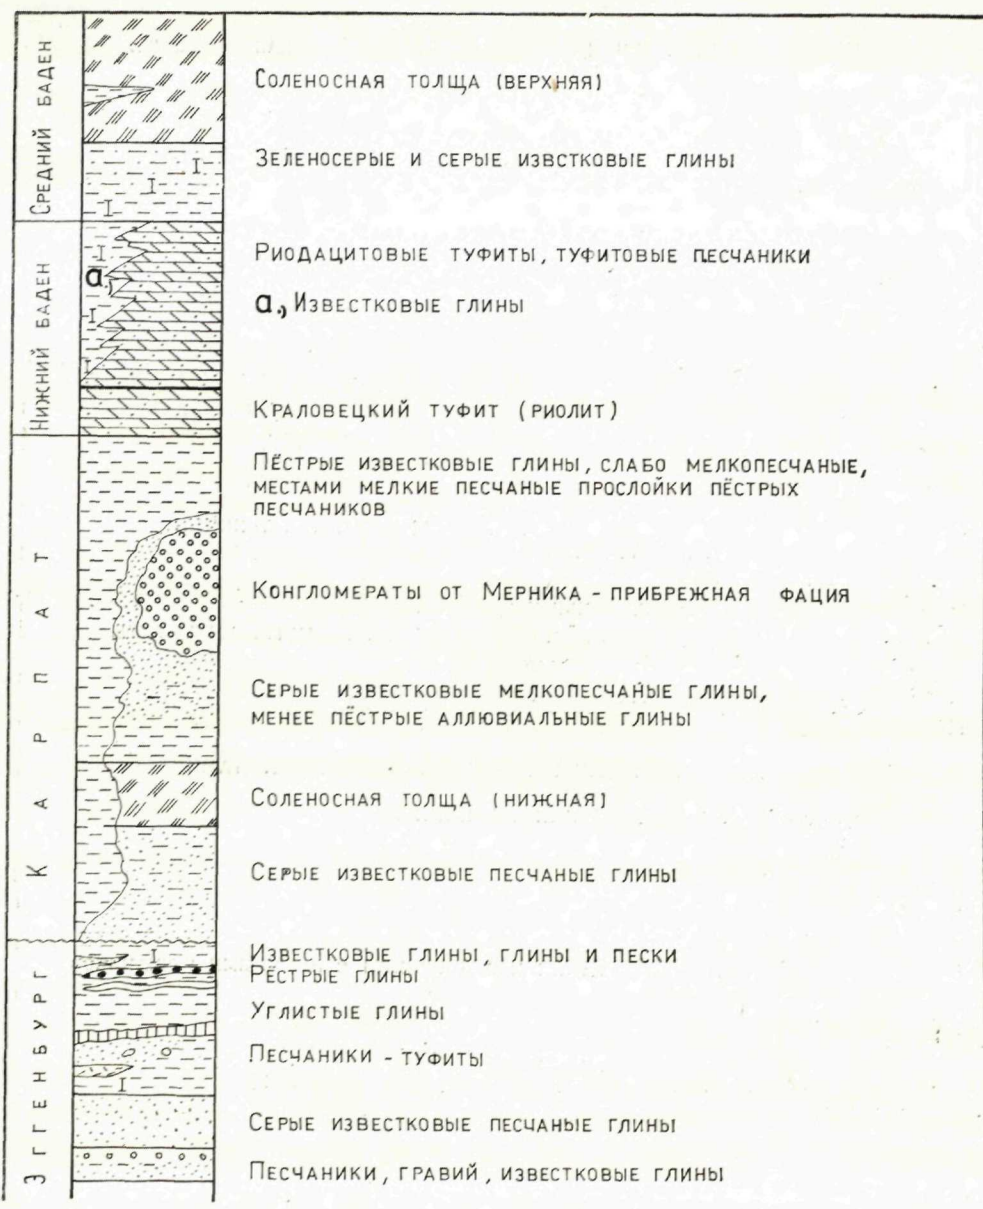 СРЕДНИЙ БАДЕН
СОЛЕНОСНАЯ ТОЛЩА (ВЕРХНЯЯ)
ЗЕЛЕНОСЕРЫЕ И СЕРЫЕ ИЗВСТКОВЫЕ ГЛИНЫ
НИЖНИЙ БАДЕН
а.)
РИОДАЦИТОВЫЕ ТУФИТЫ, ТУФИТОВЫЕ ПЕСЧАНИКИ
а.) ИЗВЕСТКОВЫЕ ГЛИНЫ
КРАЛОВЕЦКИЙ ТУФИТ (РИОЛИТ)
КАРПАТ
ПЁСТРЫЕ ИЗВЕСТКОВЫЕ ГЛИНЫ, СЛАБО МЕЛКОПЕСЧАНЫЕ,
МЕСТАМИ МЕЛКИЕ ПЕСЧАНЫЕ ПРОСЛОЙКИ ПЁСТРЫХ
ПЕСЧАНИКОВ
КОНГЛОМЕРАТЫ ОТ МЕРНИКА - ПРИБРЕЖНАЯ ФАЦИЯ
СЕРЫЕ ИЗВЕСТКОВЫЕ МЕЛКОПЕСЧАНЫЕ ГЛИНЫ,
МЕНЕЕ ПЁСТРЫЕ АЛЛЮВИАЛЬНЫЕ ГЛИНЫ
СОЛЕНОСНАЯ ТОЛЩА (НИЖНАЯ)
СЕРЫЕ ИЗВЕСТКОВЫЕ ПЕСЧАНЫЕ ГЛИНЫ
ЭГГЕНБУРГ
ИЗВЕСТКОВЫЕ ГЛИНЫ, ГЛИНЫ И ПЕСКИ
РЁСТРЫЕ ГЛИНЫ
УГЛИСТЫЕ ГЛИНЫ
ПЕСЧАНИКИ - ТУФИТЫ
СЕРЫЕ ИЗВЕСТКОВЫЕ ПЕСЧАНЫЕ ГЛИНЫ
ПЕСЧАНИКИ, ГРАВИЙ, ИЗВЕСТКОВЫЕ ГЛИНЫ